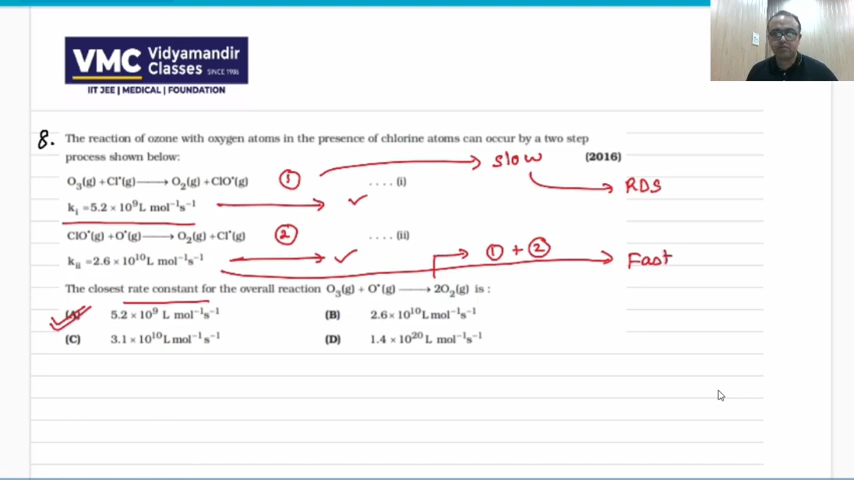 VMC Vidyamandir Classes SINCE 1986
IIT JEE | MEDICAL | FOUNDATION
8. The reaction of ozone with oxygen atoms in the presence of chlorine atoms can occur by a two step
process shown below: slow (2016)
O₃(g) + Cl•(g) ⟶ O₂(g) + ClO•(g) ① . . . . (i) RDS
kᵢ = 5.2 × 10⁹ L mol⁻¹s⁻¹ ✓
ClO•(g) + O•(g) ⟶ O₂(g) + Cl•(g) ② . . . . (ii)
kᵢᵢ = 2.6 × 10¹⁰ L mol⁻¹s⁻¹ ✓ ① + ② Fast
The closest rate constant for the overall reaction O₃(g) + O•(g) ⟶ 2O₂(g) is :
(A) 5.2 × 10⁹ L mol⁻¹s⁻¹ (B) 2.6 × 10¹⁰ L mol⁻¹s⁻¹
(C) 3.1 × 10¹⁰ L mol⁻¹s⁻¹ (D) 1.4 × 10²⁰ L mol⁻¹s⁻¹